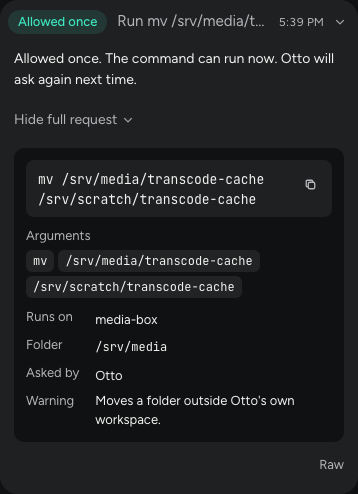 Allowed once Run mv /srv/media/t... 5:39 PM
Allowed once. The command can run now. Otto will
ask again next time.
Hide full request
mv /srv/media/transcode-cache
/srv/scratch/transcode-cache
Arguments
mv /srv/media/transcode-cache
/srv/scratch/transcode-cache
Runs on media-box
Folder /srv/media
Asked by Otto
Warning Moves a folder outside Otto's own
workspace.
Raw